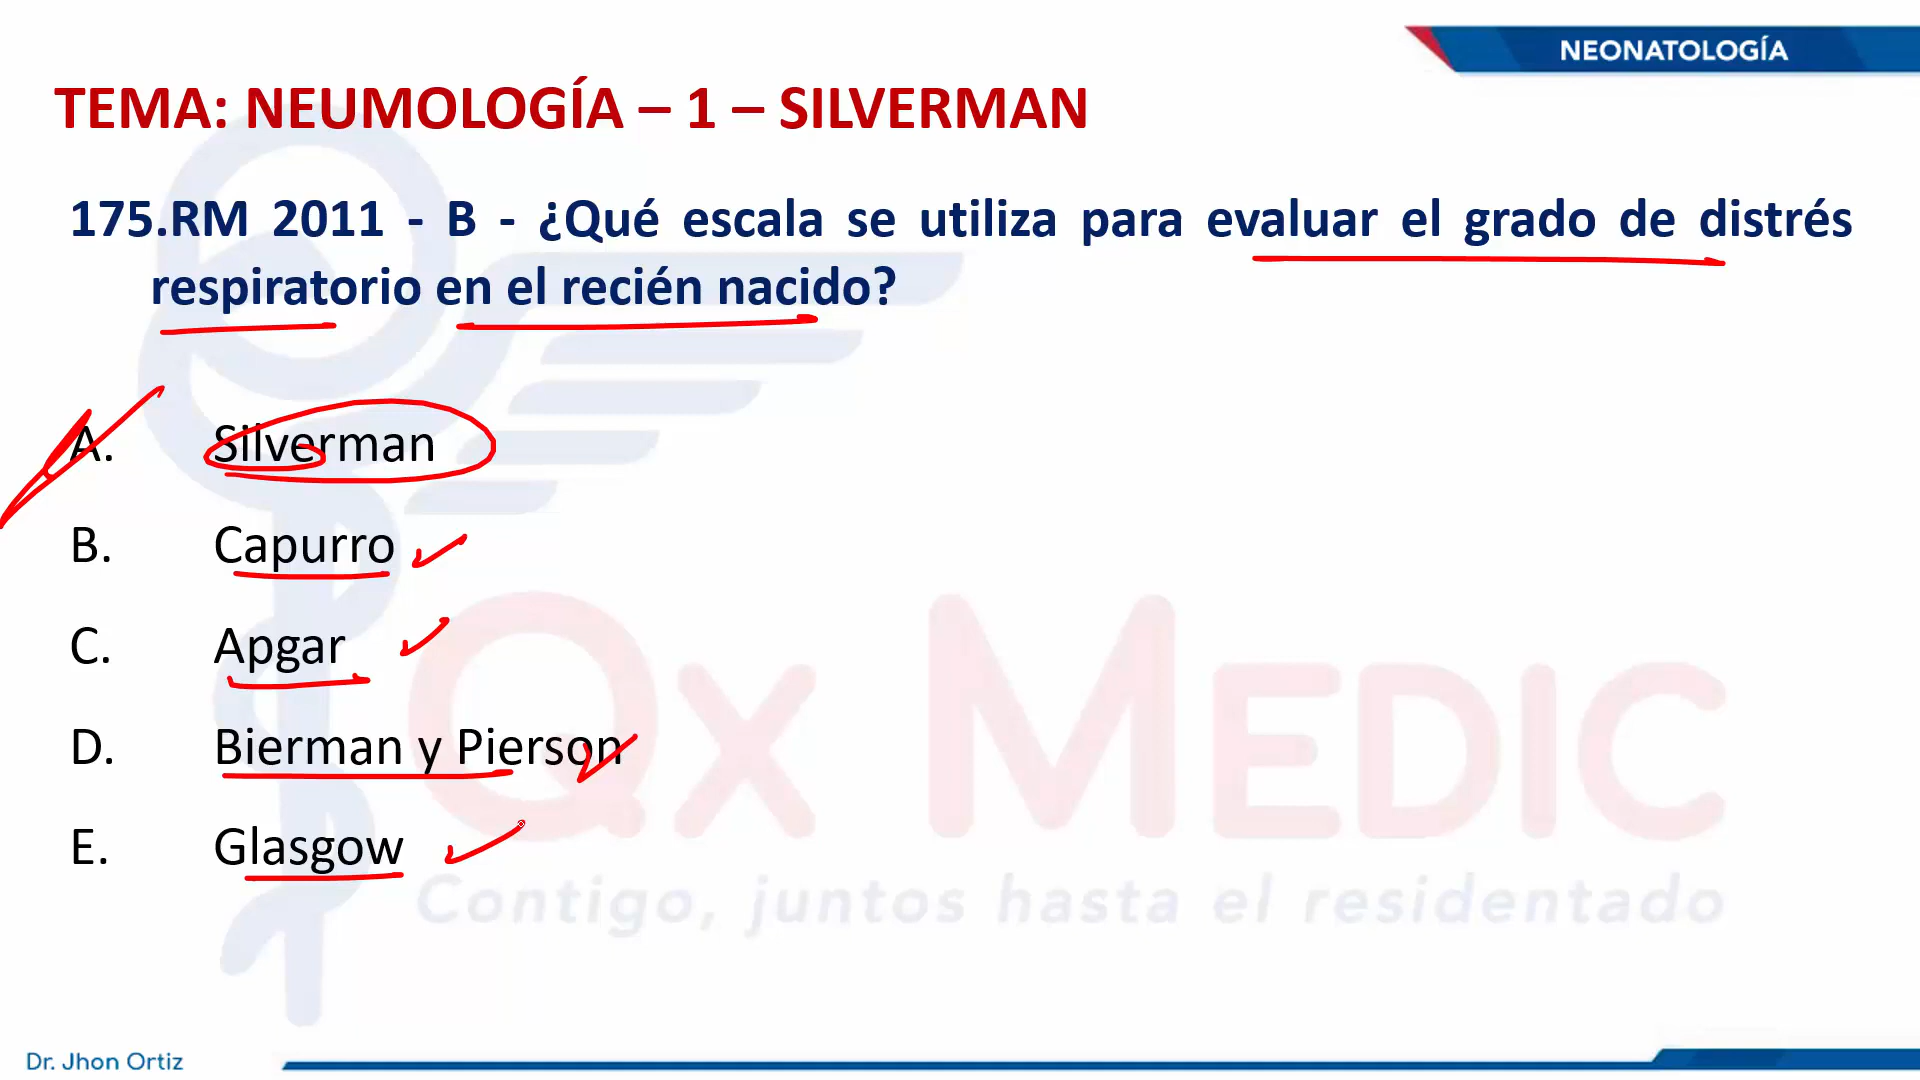 NEONATOLOGÍA
TEMA: NEUMOLOGÍA – 1 – SILVERMAN
175.RM 2011 - B - ¿Qué escala se utiliza para evaluar el grado de distrés
respiratorio en el recién nacido?
A. Silverman
B. Capurro
C. Apgar
D. Bierman y Pierson
E. Glasgow
QX MEDIC
Contigo, juntos hasta el residentado
Dr. Jhon Ortiz